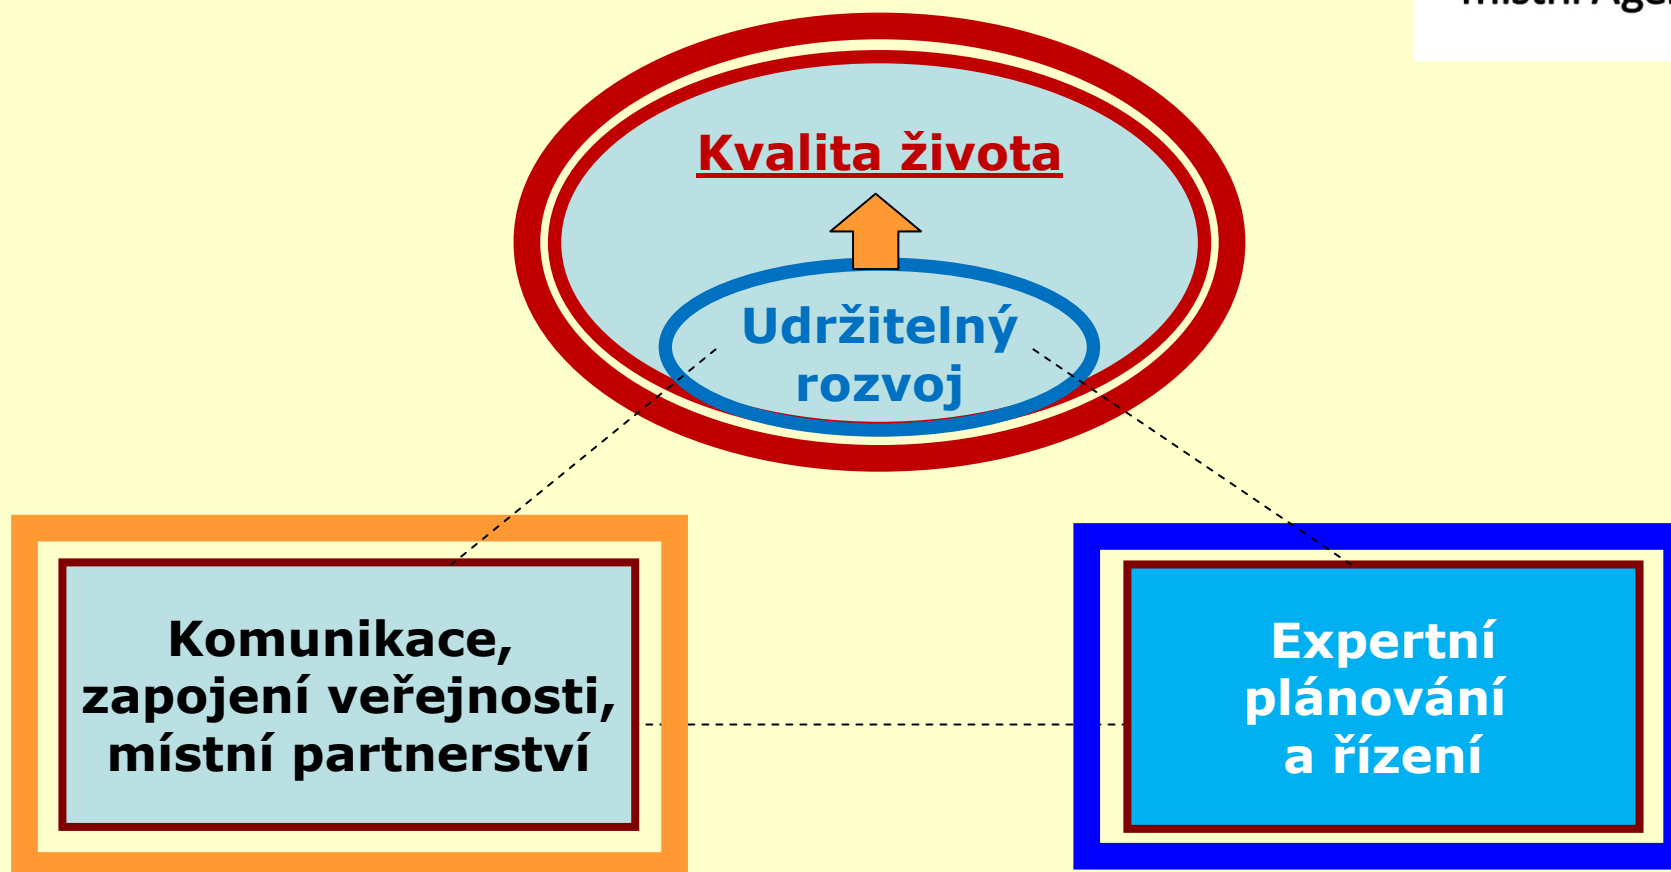 Kvalita života
Udržitelný
rozvoj
Komunikace,
zapojení veřejnosti,
místní partnerství
Expertní
plánování
a řízení